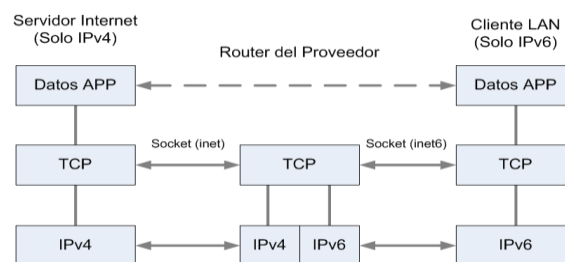 Servidor Internet
(Solo IPv4)
Cliente LAN
(Solo IPv6)
Router del Proveedor
Datos APP
Datos APP
Socket (inet)
Socket (inet6)
TCP
TCP
TCP
IPv4
IPv4
IPv6
IPv6